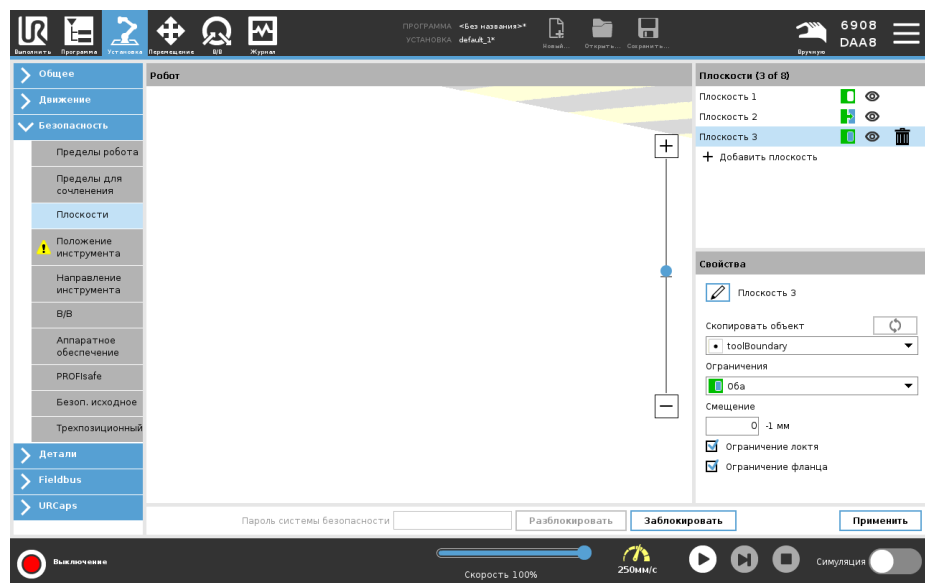 ПРОГРАММА <Без названия>*
УСТАНОВКА default_1*
Выполнить
Программа
Установка
Перемещение
В/В
Журнал
Новый...
Открыть...
Сохранить...
Вручную
6908
DAA8
Общее
Движение
Безопасность
Пределы робота
Пределы для
сочленения
Плоскости
Положение
инструмента
Направление
инструмента
В/В
Аппаратное
обеспечение
PROFIsafe
Безоп. исходное
Трехпозиционный
Детали
Fieldbus
URCaps
Робот
Плоскости (3 of 8)
Плоскость 1
Плоскость 2
Плоскость 3
Добавить плоскость
Свойства
Плоскость 3
Скопировать объект
toolBoundary
Ограничения
Оба
Смещение
0 -1 мм
Ограничение локтя
Ограничение фланца
Пароль системы безопасности
Разблокировать
Заблокировать
Применить
Выключение
Скорость 100%
250мм/с
Симуляция